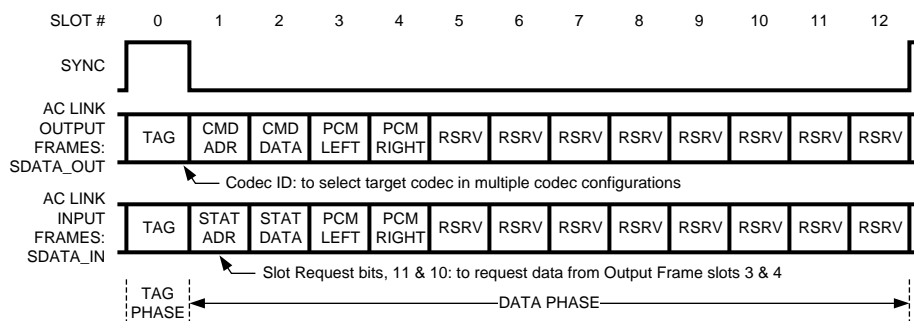 SLOT # 0 1 2 3 4 5 6 7 8 9 10 11 12
SYNC
AC LINK
OUTPUT
FRAMES:
SDATA_OUT
TAG CMD ADR CMD DATA PCM LEFT PCM RIGHT RSRV RSRV RSRV RSRV RSRV RSRV RSRV RSRV
Codec ID: to select target codec in multiple codec configurations
AC LINK
INPUT
FRAMES:
SDATA_IN
TAG STAT ADR STAT DATA PCM LEFT PCM RIGHT RSRV RSRV RSRV RSRV RSRV RSRV RSRV RSRV
Slot Request bits, 11 & 10: to request data from Output Frame slots 3 & 4
TAG
PHASE
DATA PHASE